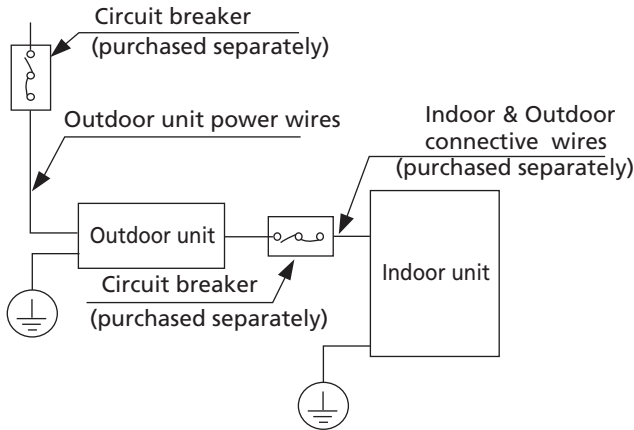 Circuit breaker
(purchased separately)
Outdoor unit power wires
Indoor & Outdoor
connective wires
(purchased separately)
Outdoor unit
Indoor unit
Circuit breaker
(purchased separately)